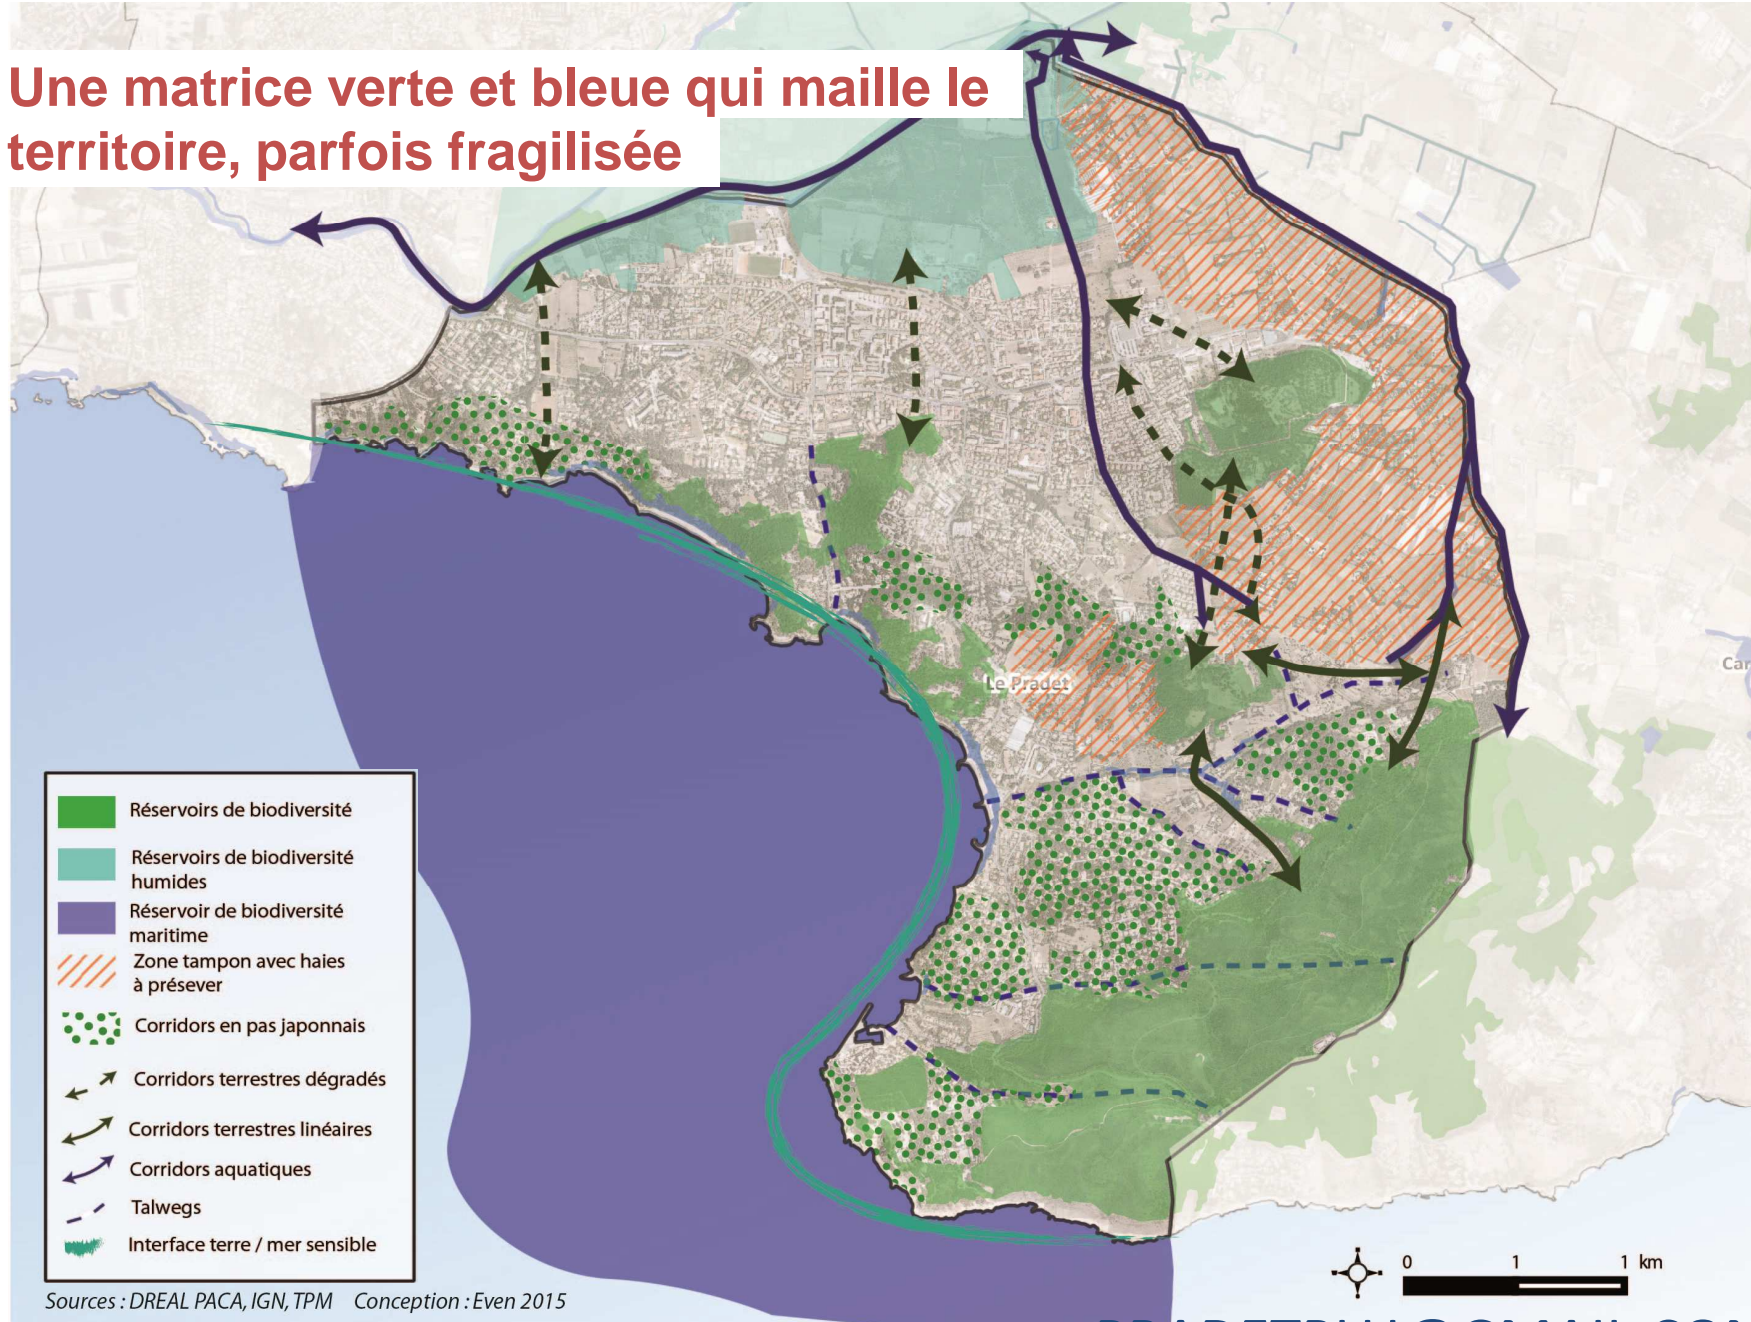 Une matrice verte et bleue qui maille le
territoire, parfois fragilisée
Le Pradet
Car
Réservoirs de biodiversité
Réservoirs de biodiversité
humides
Réservoir de biodiversité
maritime
Zone tampon avec haies
à présever
Corridors en pas japonnais
Corridors terrestres dégradés
Corridors terrestres linéaires
Corridors aquatiques
Talwegs
Interface terre / mer sensible
0 1 1 km
Sources : DREAL PACA, IGN, TPM Conception : Even 2015